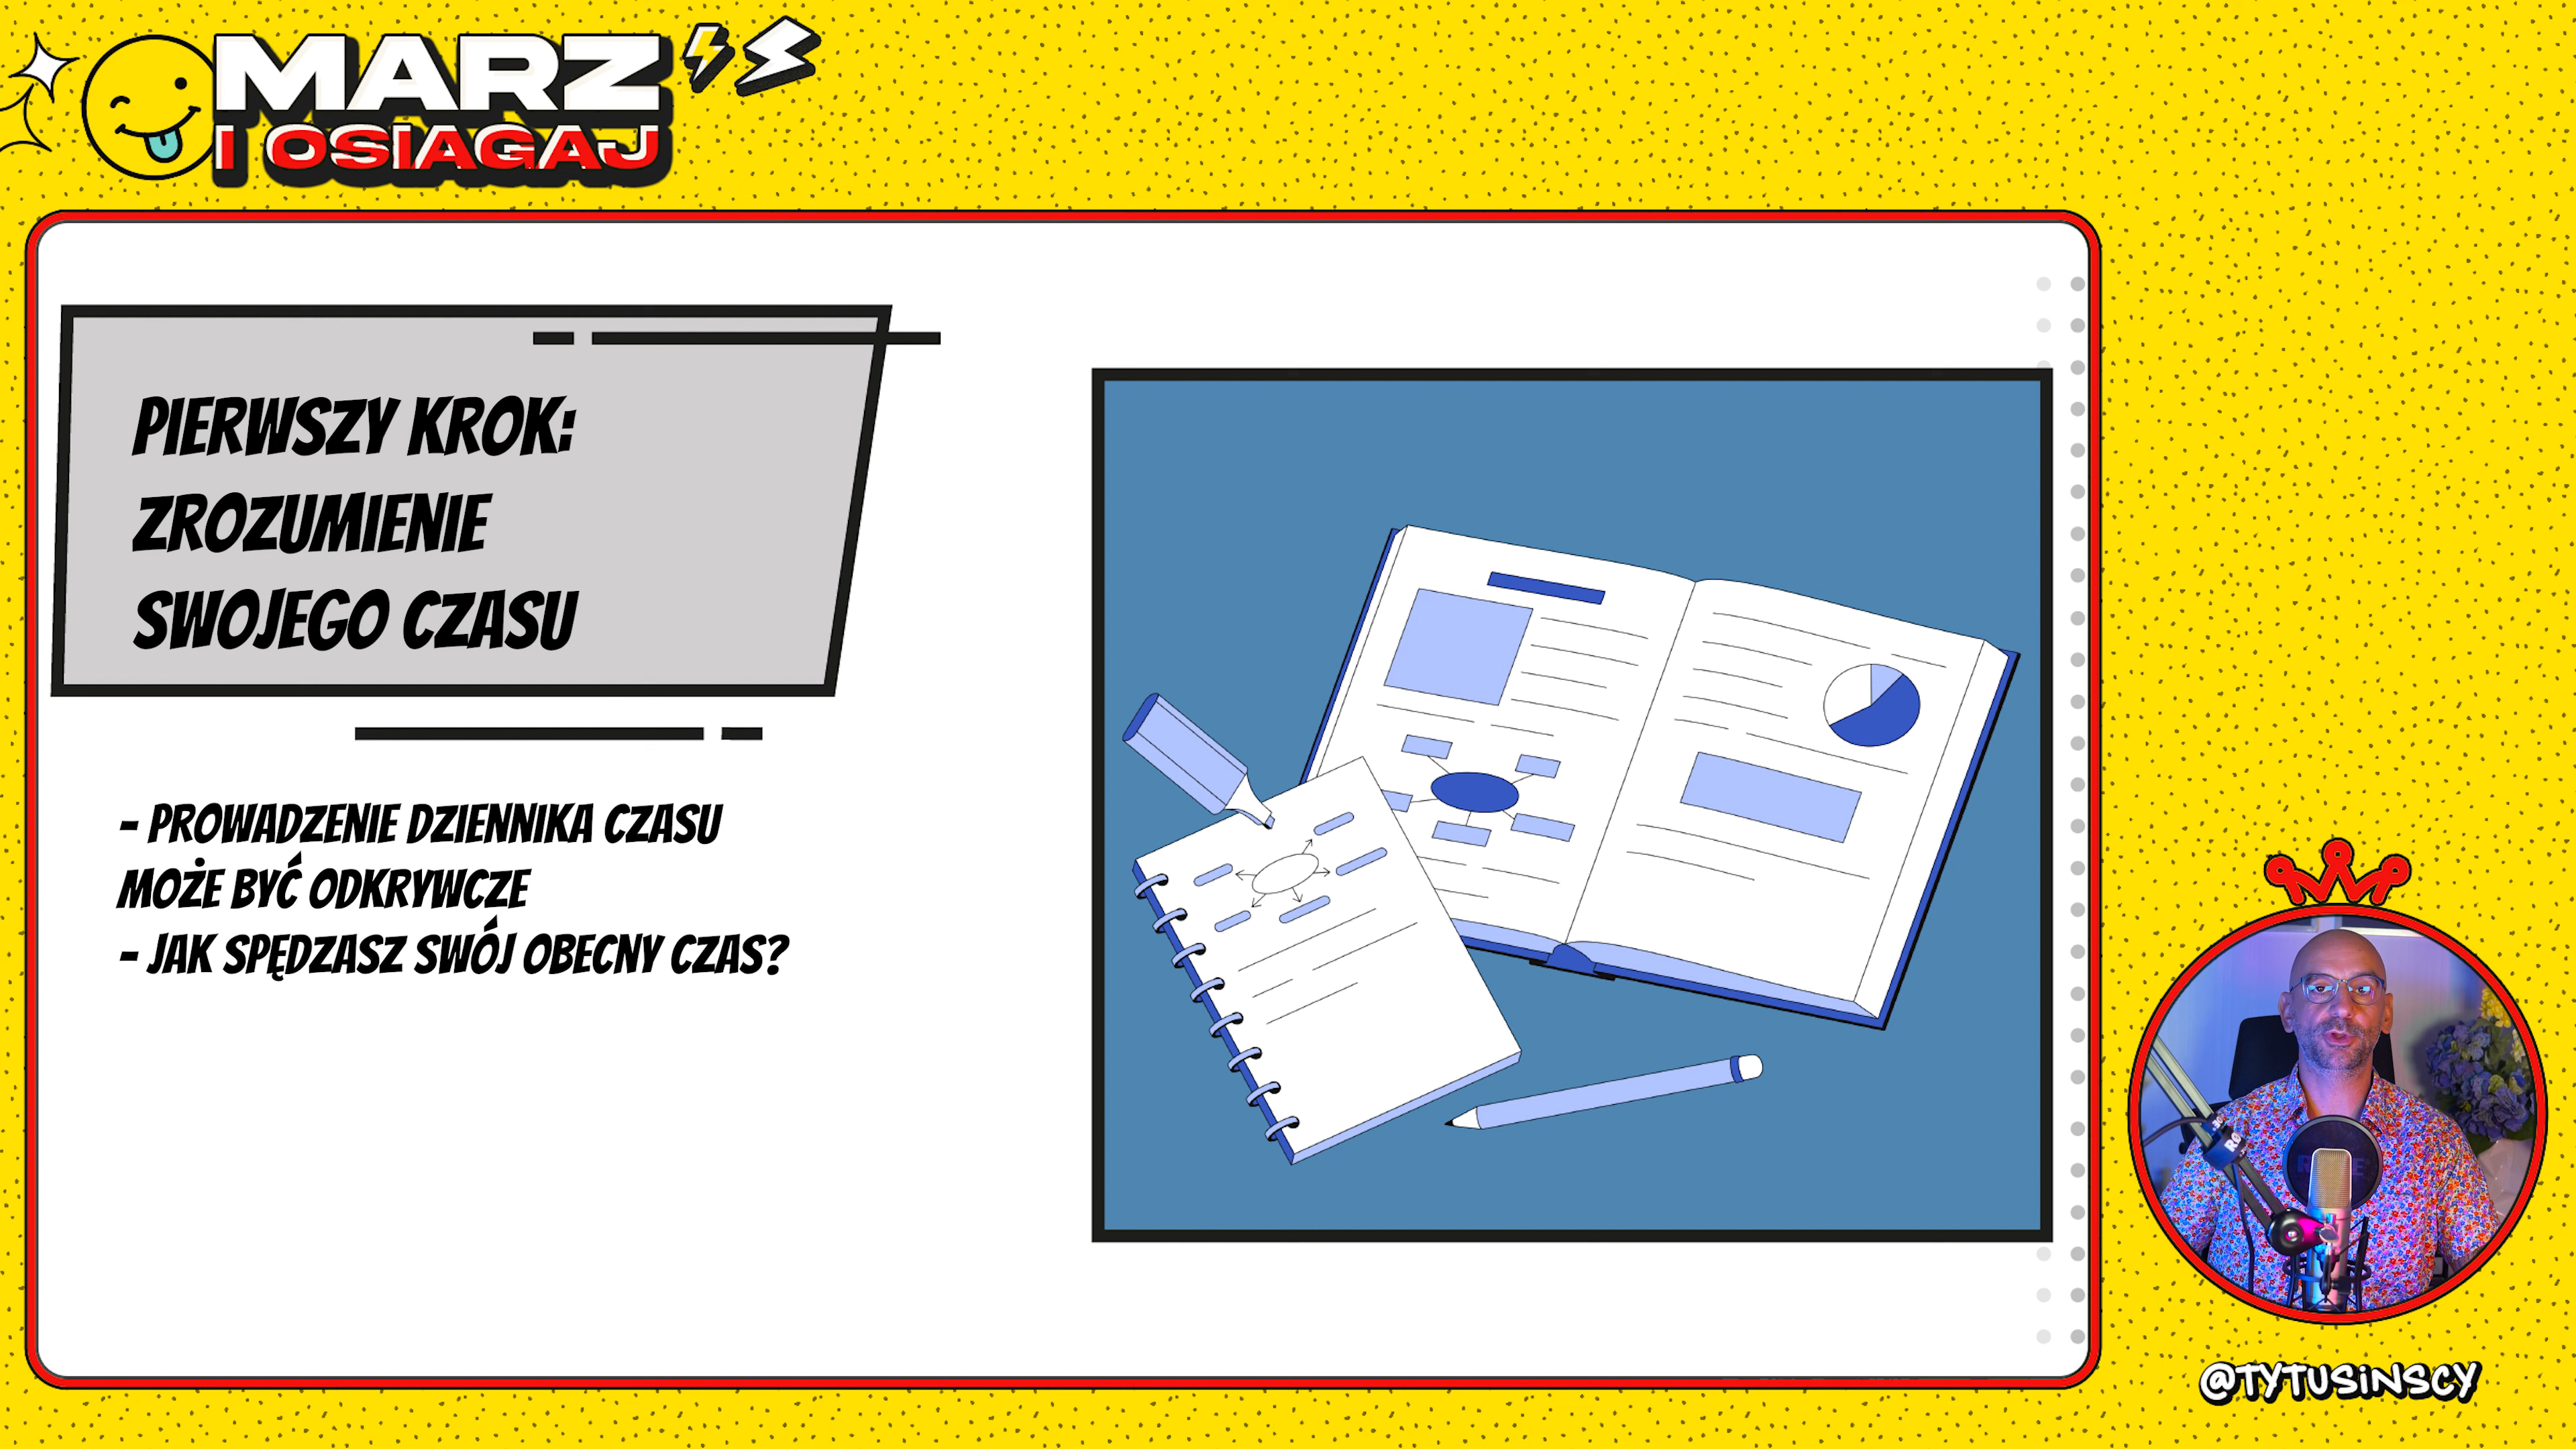 MARZ
I OSIAGAJ
PIERWSZY KROK:
ZROZUMIENIE
SWOJEGO CZASU
- PROWADZENIE DZIENNIKA CZASU
MOŻE BYĆ ODKRYWCZE
- JAK SPĘDZASZ SWÓJ OBECNY CZAS?
@TYTUSINSCY